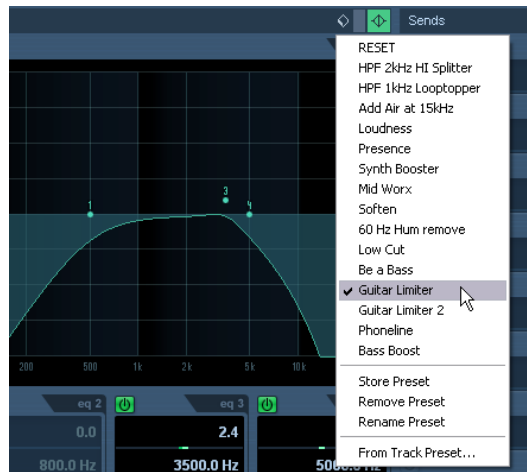 Sends
RESET
HPF 2kHz HI Splitter
HPF 1kHz Looptopper
Add Air at 15kHz
Loudness
Presence
Synth Booster
Mid Worx
Soften
60 Hz Hum remove
Low Cut
Be a Bass
Guitar Limiter
Guitar Limiter 2
Phoneline
Bass Boost
Store Preset
Remove Preset
Rename Preset
From Track Preset...
1 3 4
200 500 1k 2k 5k 10k
eq 2 eq 3
0.0 2.4
800.0 Hz 3500.0 Hz